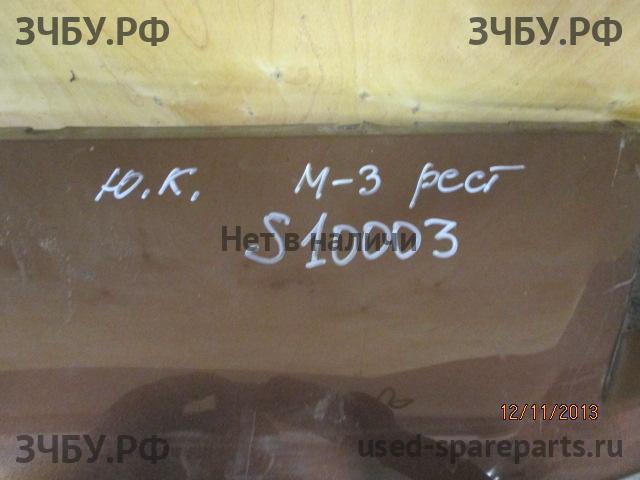 ЗЧБУ.РФ ЗЧБУ.РФ
Ю.К. М-3 рест
S10003
Нет в наличи
12/11/2013
ЗЧБУ.РФ used-spareparts.ru